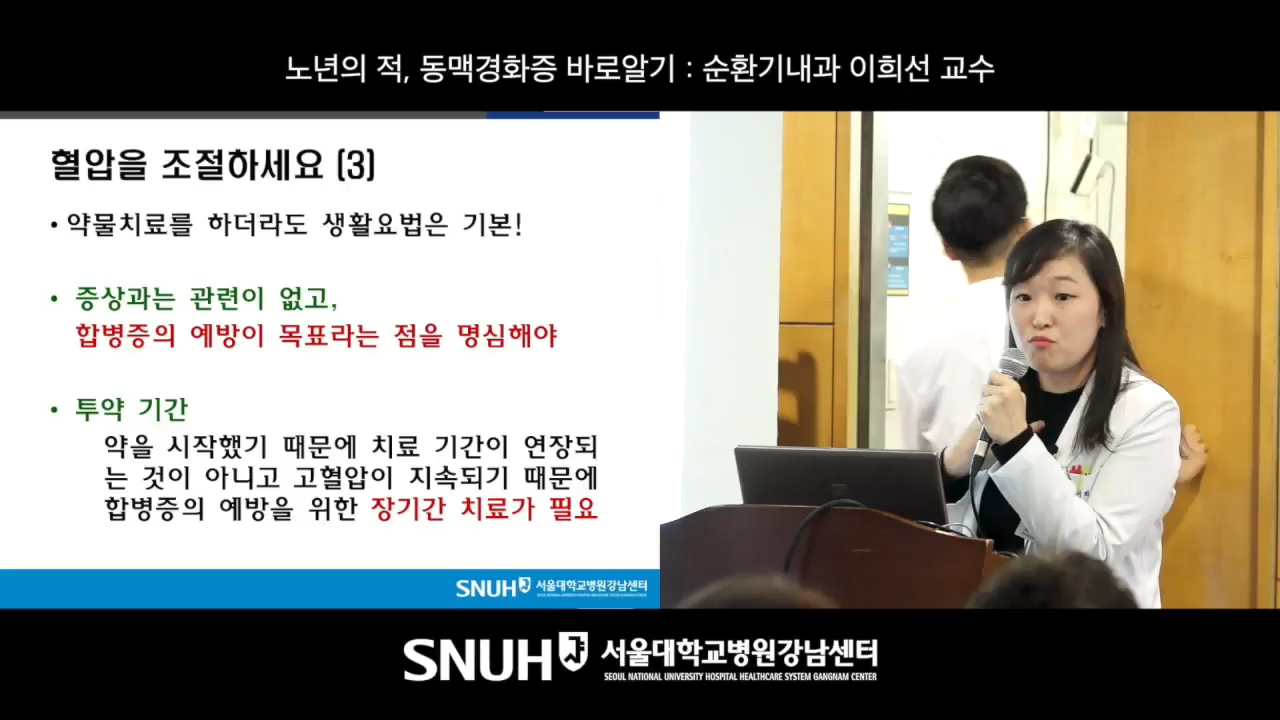 노년의 적, 동맥경화증 바로알기 : 순환기내과 이희선 교수
혈압을 조절하세요 (3)
• 약물치료를 하더라도 생활요법은 기본!
• 증상과는 관련이 없고,
합병증의 예방이 목표라는 점을 명심해야
• 투약 기간
약을 시작했기 때문에 치료 기간이 연장되
는 것이 아니고 고혈압이 지속되기 때문에
합병증의 예방을 위한 장기간 치료가 필요
SNUH 서울대학교병원강남센터
SEOUL NATIONAL UNIVERSITY HOSPITAL HEALTHCARE SYSTEM GANGNAM CENTER
SNUH 서울대학교병원강남센터
SEOUL NATIONAL UNIVERSITY HOSPITAL HEALTHCARE SYSTEM GANGNAM CENTER